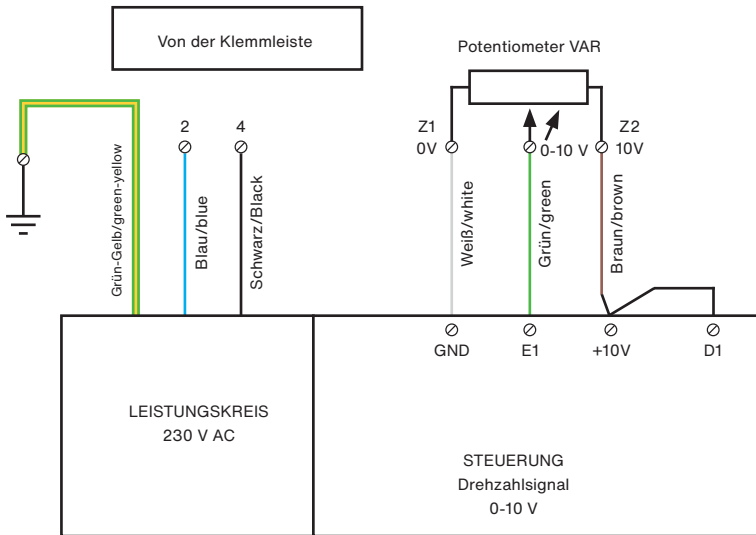 Von der Klemmleiste
Potentiometer VAR
2
4
Z1
0V
0-10 V
Z2
10V
Grün-Gelb/green-yellow
Blau/blue
Schwarz/Black
Weiß/white
Grün/green
Braun/brown
GND
E1
+10V
D1
LEISTUNGSKREIS
230 V AC
STEUERUNG
Drehzahlsignal
0-10 V